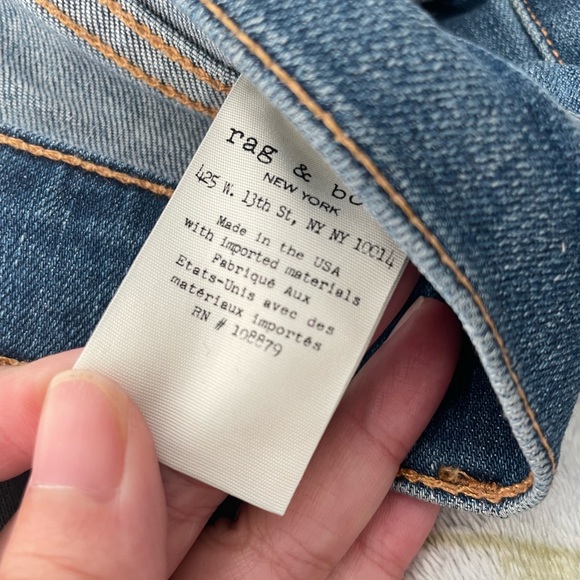 rag & bo
NEW YORK
425 W. 13th St, NY NY 10014
Made in the USA
with imported materials
Fabriqué Aux
Etats-Unis avec des
matériaux importés
RN # 108879